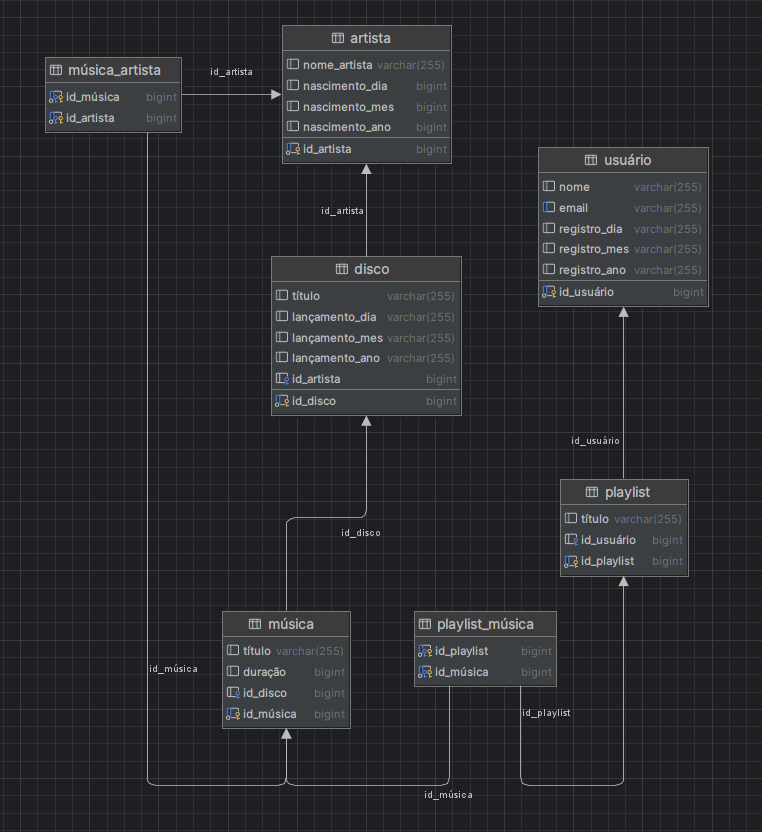 artista
nome_artista varchar(255)
nascimento_dia bigint
nascimento_mes bigint
nascimento_ano bigint
id_artista bigint
música_artista
id_música bigint
id_artista bigint
id_artista
usuário
nome varchar(255)
email varchar(255)
registro_dia varchar(255)
registro_mes varchar(255)
registro_ano varchar(255)
id_usuário bigint
id_artista
disco
título varchar(255)
lançamento_dia varchar(255)
lançamento_mes varchar(255)
lançamento_ano varchar(255)
id_artista bigint
id_disco bigint
id_usuário
playlist
título varchar(255)
id_usuário bigint
id_playlist bigint
id_disco
música
título varchar(255)
duração bigint
id_disco bigint
id_música bigint
playlist_música
id_playlist bigint
id_música bigint
id_música
id_playlist
id_música